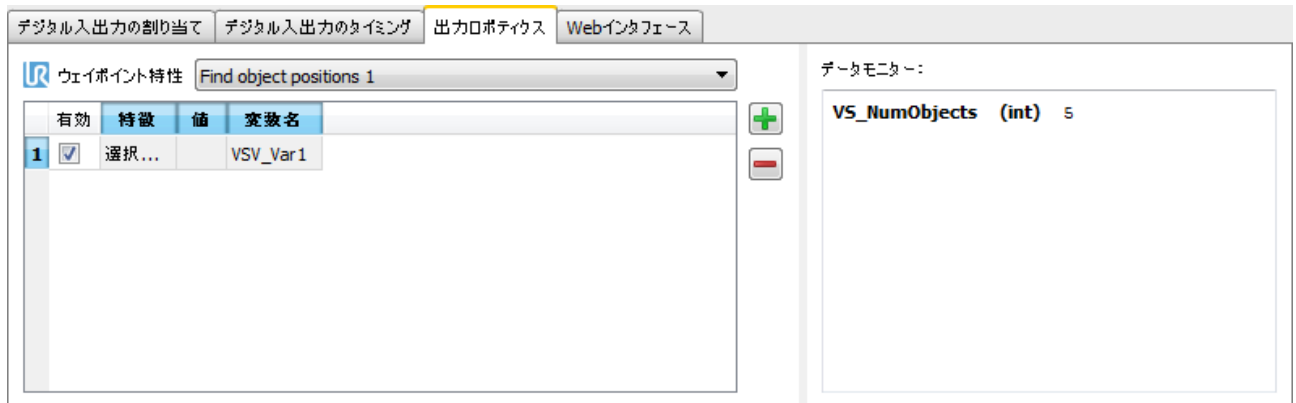 デジタル入出力の割り当て デジタル入出力のタイミング 出力ロボティクス Webインタフェース
UR ウェイポイント特性 Find object positions 1
有効 特徴 値 変数名
1 選択... VSV_Var1
データモニター:
VS_NumObjects (int) 5